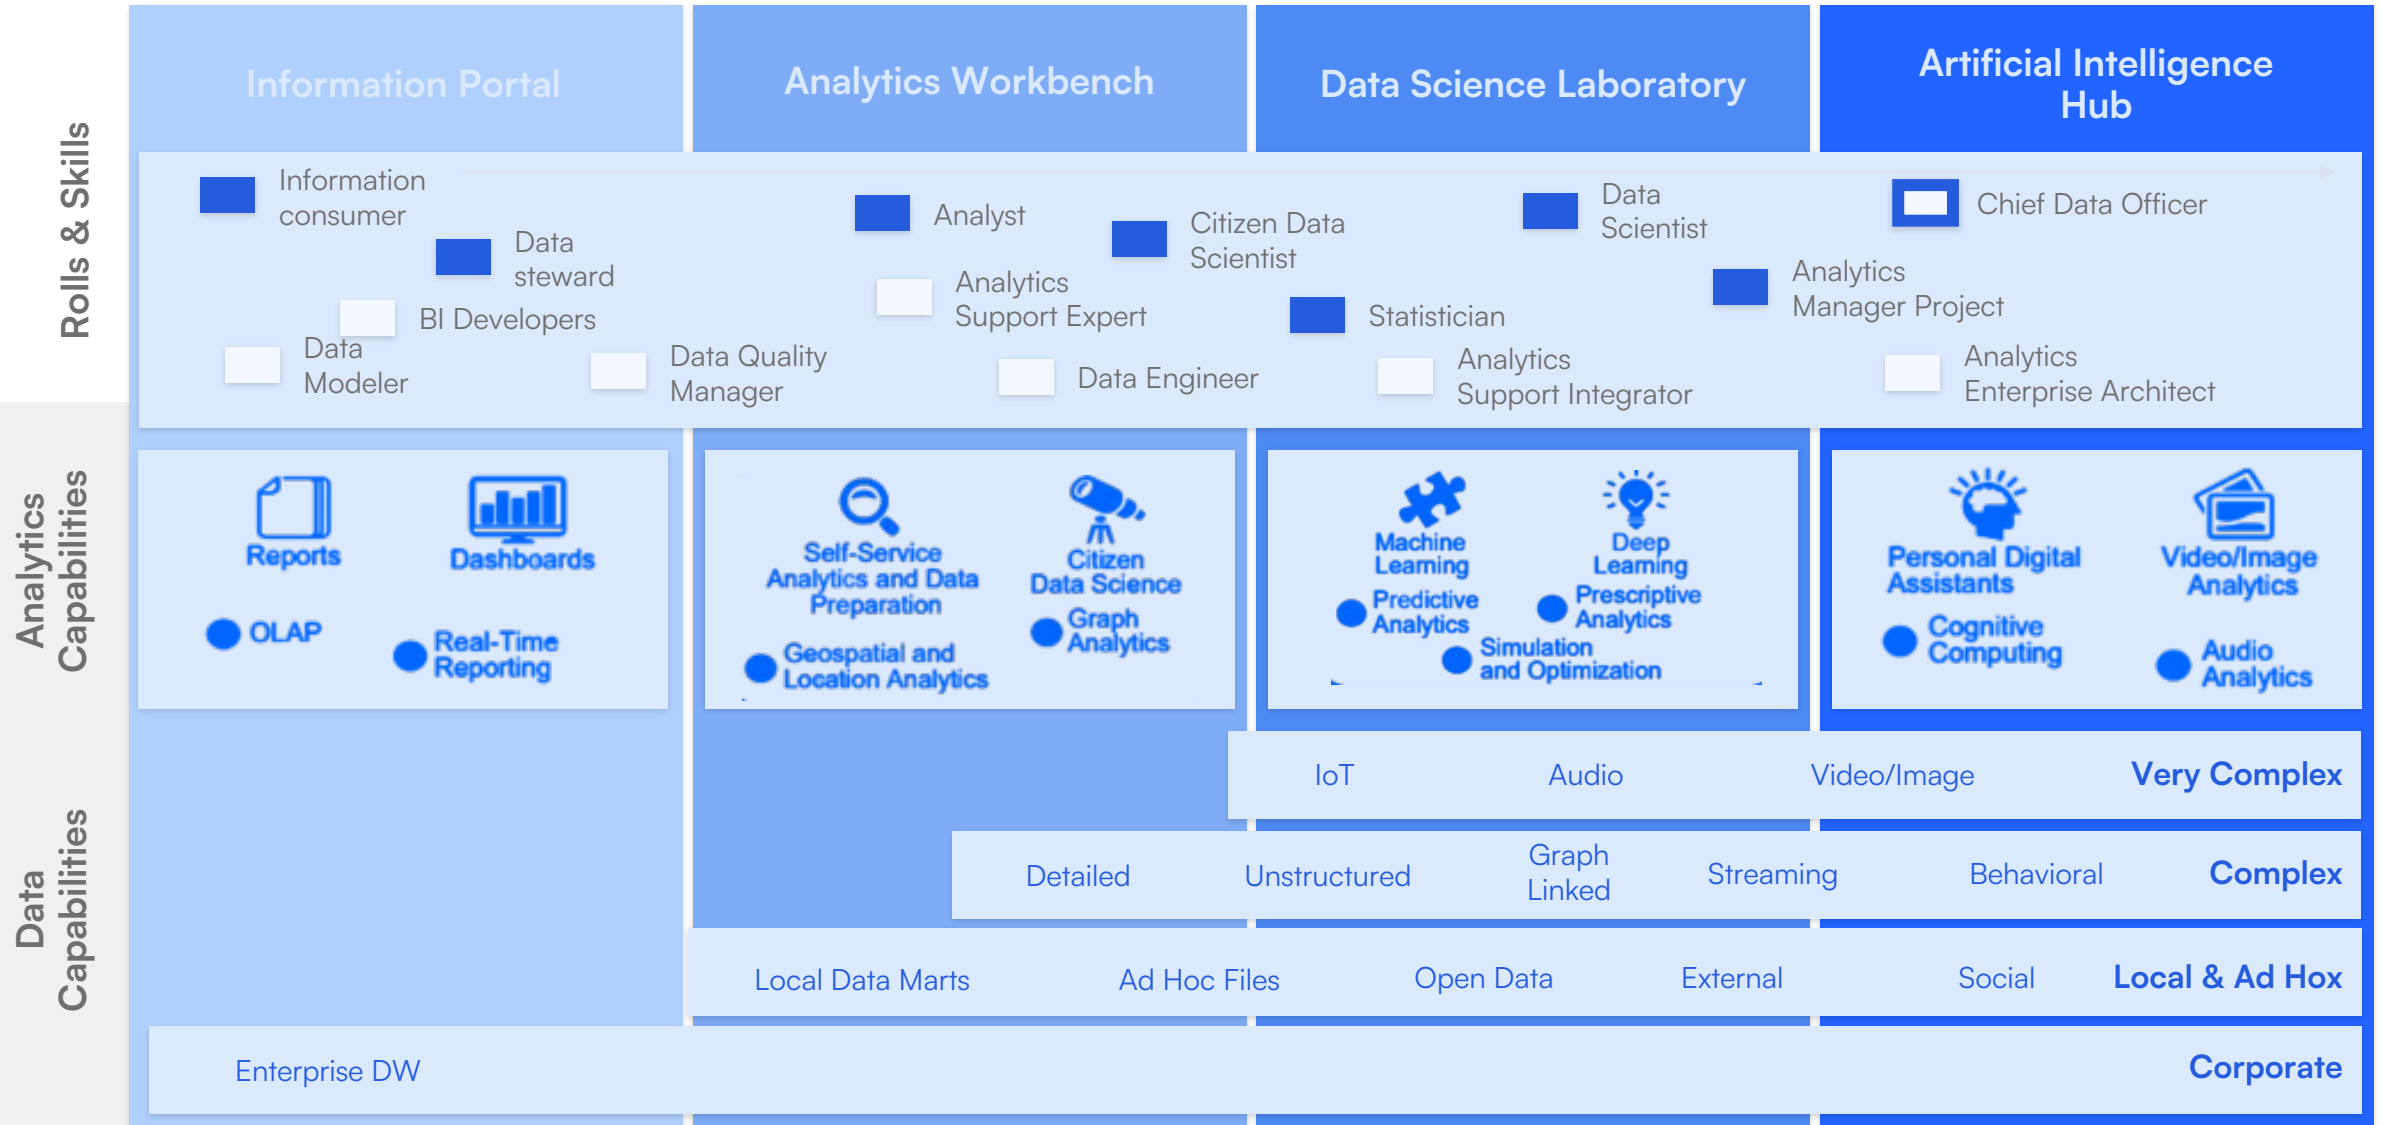 Information Portal
Analytics Workbench
Data Science Laboratory
Artificial Intelligence
Hub
Rolls & Skills
Information
consumer
Data
steward
BI Developers
Data
Modeler
Data Quality
Manager
Analyst
Citizen Data
Scientist
Analytics
Support Expert
Data Engineer
Statistician
Data
Scientist
Analytics
Support Integrator
Chief Data Officer
Analytics
Manager Project
Analytics
Enterprise Architect
Analytics
Capabilities
Reports
Dashboards
OLAP
Real-Time
Reporting
Self-Service
Analytics and Data
Preparation
Citizen
Data Science
Graph
Analytics
Geospatial and
Location Analytics
Machine
Learning
Deep
Learning
Predictive
Analytics
Prescriptive
Analytics
Simulation
and Optimization
Personal Digital
Assistants
Video/Image
Analytics
Cognitive
Computing
Audio
Analytics
Data
Capabilities
IoT
Audio
Video/Image
Very Complex
Detailed
Unstructured
Graph
Linked
Streaming
Behavioral
Complex
Local Data Marts
Ad Hoc Files
Open Data
External
Social
Local & Ad Hox
Enterprise DW
Corporate